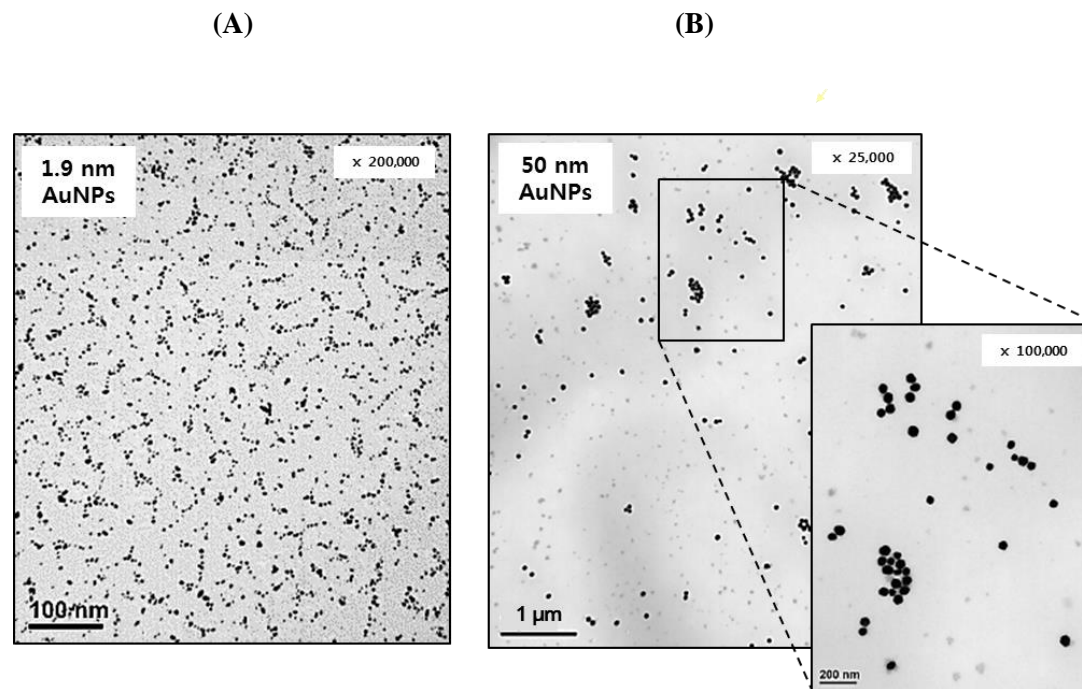 (A)
(B)
1.9 nm
AuNPs
x 200,000
100 nm
50 nm
AuNPs
x 25,000
1 μm
x 100,000
200 nm